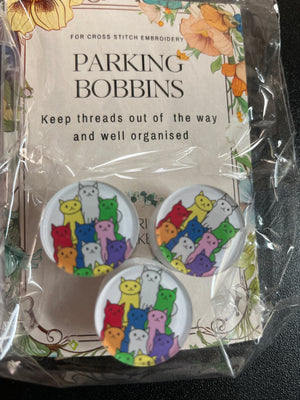 FOR CROSS STITCH EMBROIDERY
PARKING
BOBBINS
Keep threads out of the way
and well organised